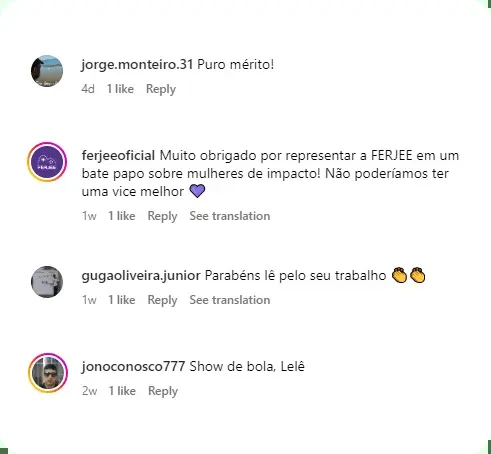 jorge.monteiro.31 Puro mérito!
4d 1 like Reply
FERJEE
ferjeeoficial Muito obrigado por representar a FERJEE em um
bate papo sobre mulheres de impacto! Não poderíamos ter
uma vice melhor 💜
1w 1 like Reply See translation
gugaoliveira.junior Parabéns lê pelo seu trabalho 👏👏
1w 1 like Reply See translation
jonoconosco777 Show de bola, Lelê
2w 1 like Reply